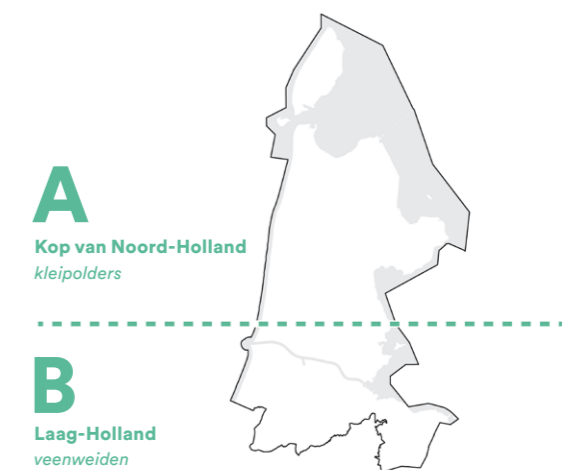 A
Kop van Noord-Holland
kleipolders
B
Laag-Holland
veenweiden